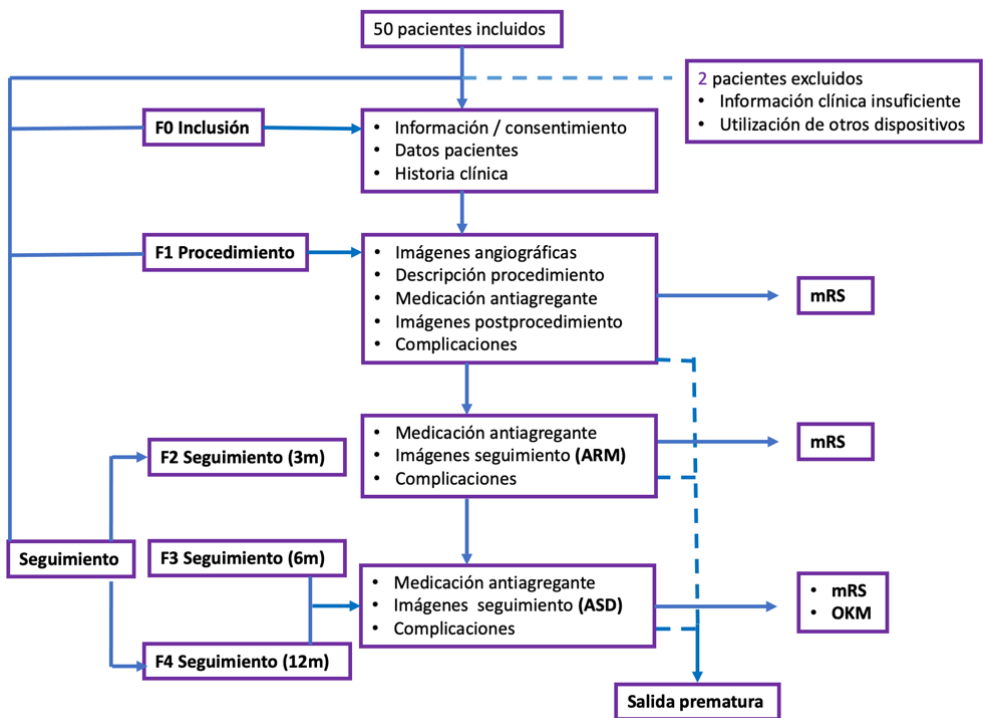 50 pacientes incluidos
2 pacientes excluidos
• Información clínica insuficiente
• Utilización de otros dispositivos
F0 Inclusión
• Información / consentimiento
• Datos pacientes
• Historia clínica
F1 Procedimiento
• Imágenes angiográficas
• Descripción procedimiento
• Medicación antiagregante
• Imágenes postprocedimiento
• Complicaciones
mRS
F2 Seguimiento (3m)
• Medicación antiagregante
• Imágenes seguimiento (ARM)
• Complicaciones
mRS
Seguimiento
F3 Seguimiento (6m)
F4 Seguimiento (12m)
• Medicación antiagregante
• Imágenes seguimiento (ASD)
• Complicaciones
• mRS
• OKM
Salida prematura